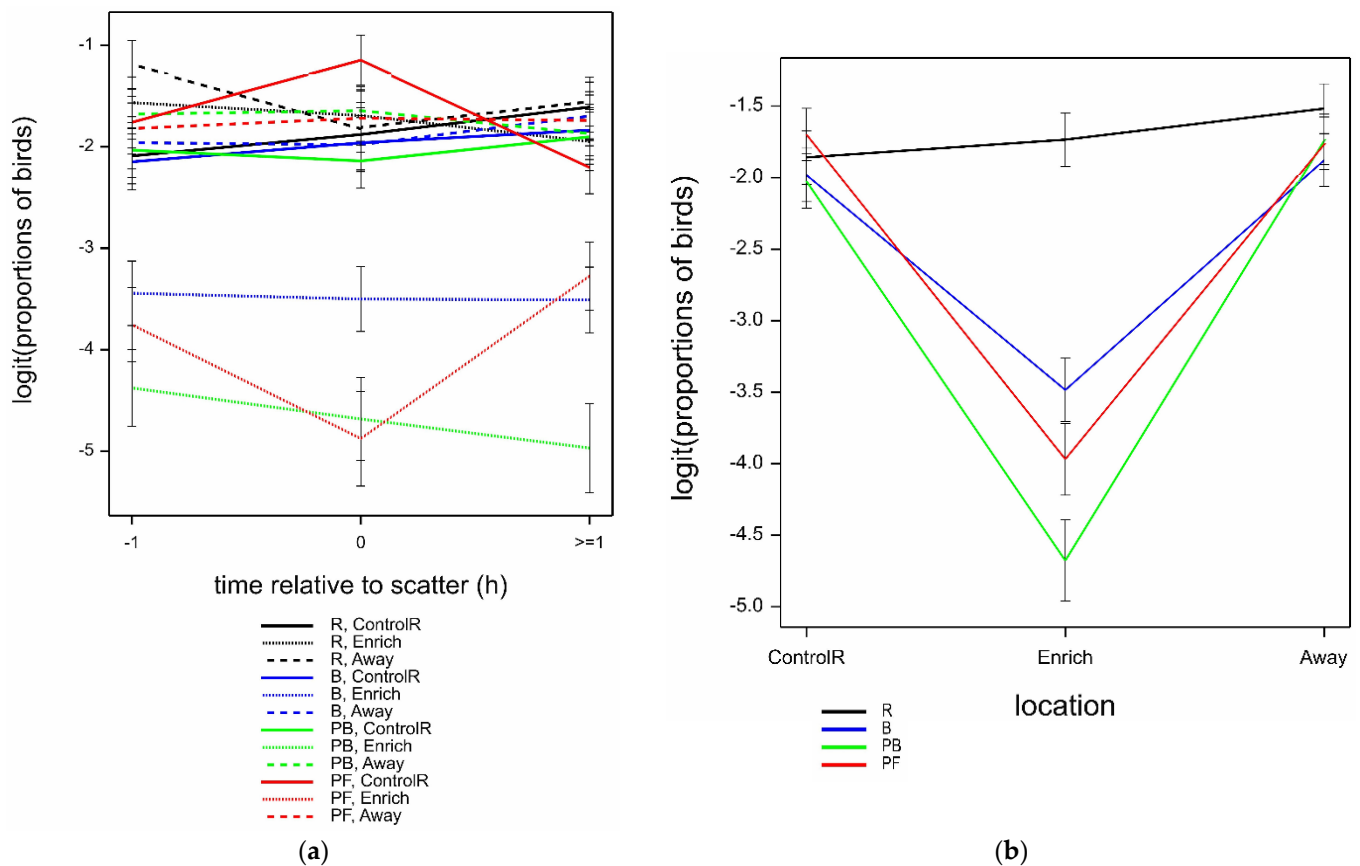 logit(proportions of birds)
-1
-2
-3
-4
-5
-1
0
>=1
time relative to scatter (h)
R, ControlR
R, Enrich
R, Away
B, ControlR
B, Enrich
B, Away
PB, ControlR
PB, Enrich
PB, Away
PF, ControlR
PF, Enrich
PF, Away
(a)
logit(proportions of birds)
-1.5
-2.0
-2.5
-3.0
-3.5
-4.0
-4.5
-5.0
ControlR
Enrich
Away
location
R
B
PB
PF
(b)